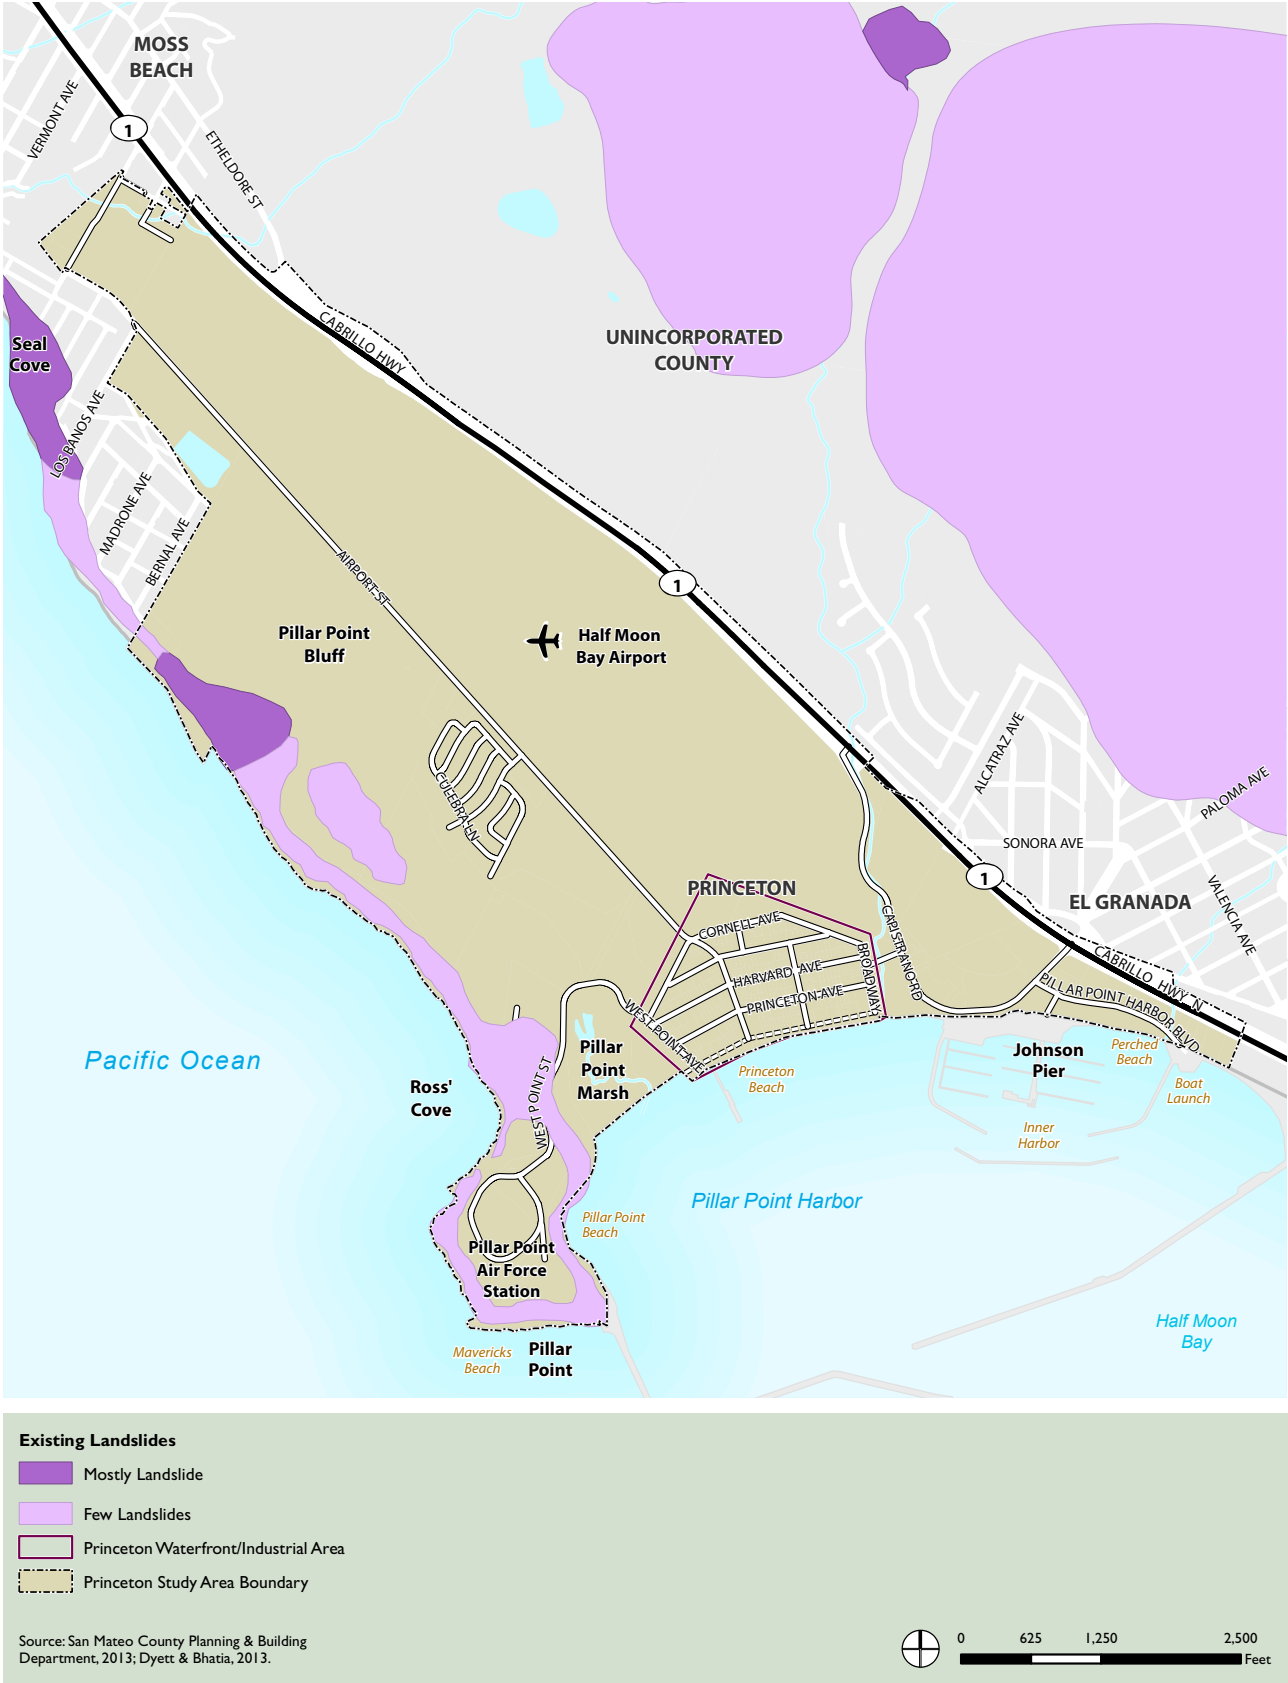 MOSS
BEACH
VERMONT AVE
1
ETHELDORE ST
CABRILLO HWY
UNINCORPORATED
COUNTY
Seal
Cove
LOS BANOS AVE
MADRONE AVE
BERNAL AVE
AIRPORT ST
1
Pillar Point
Bluff
Half Moon
Bay Airport
ALCATRAZ AVE
PALOMA AVE
CULEBRA LN
SONORA AVE
1
PRINCETON
EL GRANADA
VALENCIA AVE
CORNELL AVE
CAPISTRANO RD
BROADWAY
HARVARD AVE
PRINCETON AVE
CABRILLO HWY N
PILLAR POINT HARBOR BLVD
WEST POINT AVE
Pacific Ocean
Pillar
Point
Marsh
Johnson
Pier
Perched
Beach
Princeton
Beach
Boat
Launch
Ross'
Cove
WEST POINT ST
Inner
Harbor
Pillar Point Harbor
Pillar Point
Beach
Pillar Point
Air Force
Station
Half Moon
Bay
Mavericks
Beach
Pillar
Point
Existing Landslides
Mostly Landslide
Few Landslides
Princeton Waterfront/Industrial Area
Princeton Study Area Boundary
Source: San Mateo County Planning & Building
Department, 2013; Dyett & Bhatia, 2013.
0 625 1,250 2,500
Feet